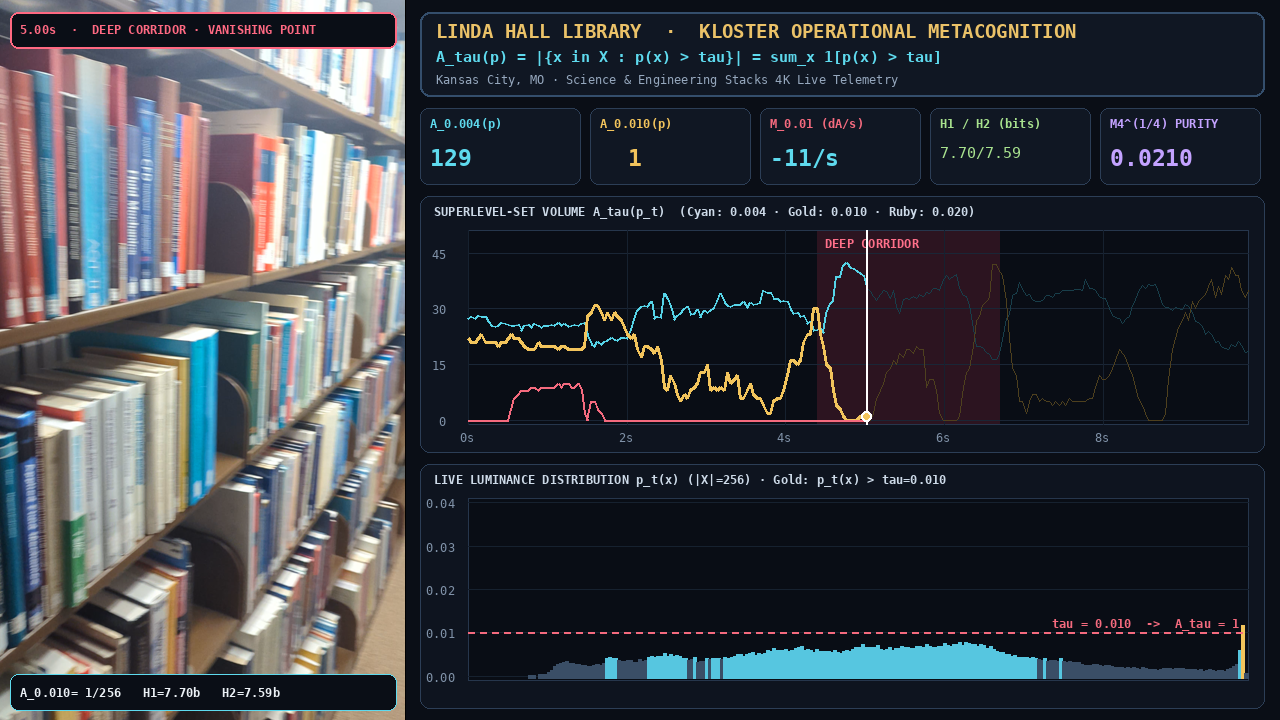 5.00s · DEEP CORRIDOR · VANISHING POINT
A_0.010= 1/256 H1=7.70b H2=7.59b
LINDA HALL LIBRARY · KLOSTER OPERATIONAL METACOGNITION
A_tau(p) = |{x in X : p(x) > tau}| = sum_x 1[p(x) > tau]
Kansas City, MO · Science & Engineering Stacks 4K Live Telemetry
A_0.004(p)
129
A_0.010(p)
1
M_0.01 (dA/s)
-11/s
H1 / H2 (bits)
7.70/7.59
M4^(1/4) PURITY
0.0210
SUPERLEVEL-SET VOLUME A_tau(p_t) (Cyan: 0.004 · Gold: 0.010 · Ruby: 0.020)
DEEP CORRIDOR
45
30
15
0
0s 2s 4s 6s 8s
LIVE LUMINANCE DISTRIBUTION p_t(x) (|X|=256) · Gold: p_t(x) > tau=0.010
0.04
0.03
0.02
tau = 0.010 -> A_tau = 1
0.01
0.00